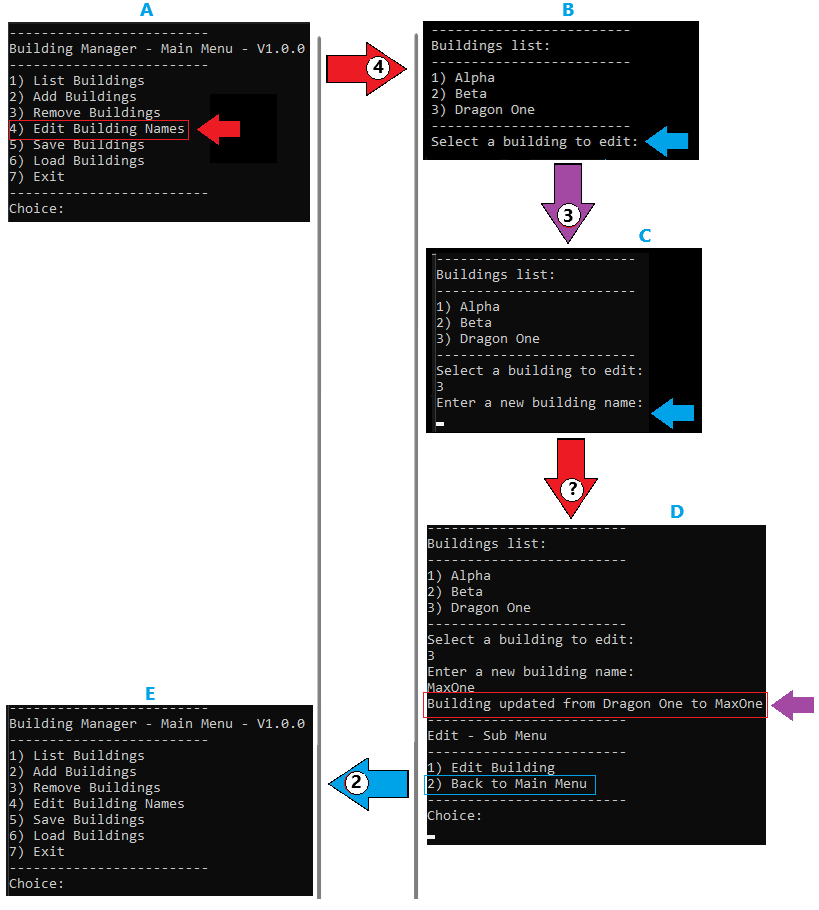 A
-------------------------
Building Manager - Main Menu - V1.0.0
-------------------------
1) List Buildings
2) Add Buildings
3) Remove Buildings
4) Edit Building Names
5) Save Buildings
6) Load Buildings
7) Exit
-------------------------
Choice:
4
B
-------------------------
Buildings list:
-------------------------
1) Alpha
2) Beta
3) Dragon One
-------------------------
Select a building to edit:
3
C
-------------------------
Buildings list:
-------------------------
1) Alpha
2) Beta
3) Dragon One
-------------------------
Select a building to edit:
3
Enter a new building name:
?
D
-------------------------
Buildings list:
-------------------------
1) Alpha
2) Beta
3) Dragon One
-------------------------
Select a building to edit:
3
Enter a new building name:
MaxOne
Building updated from Dragon One to MaxOne
-------------------------
Edit - Sub Menu
-------------------------
1) Edit Building
2) Back to Main Menu
-------------------------
Choice:
2
E
-------------------------
Building Manager - Main Menu - V1.0.0
-------------------------
1) List Buildings
2) Add Buildings
3) Remove Buildings
4) Edit Building Names
5) Save Buildings
6) Load Buildings
7) Exit
-------------------------
Choice: